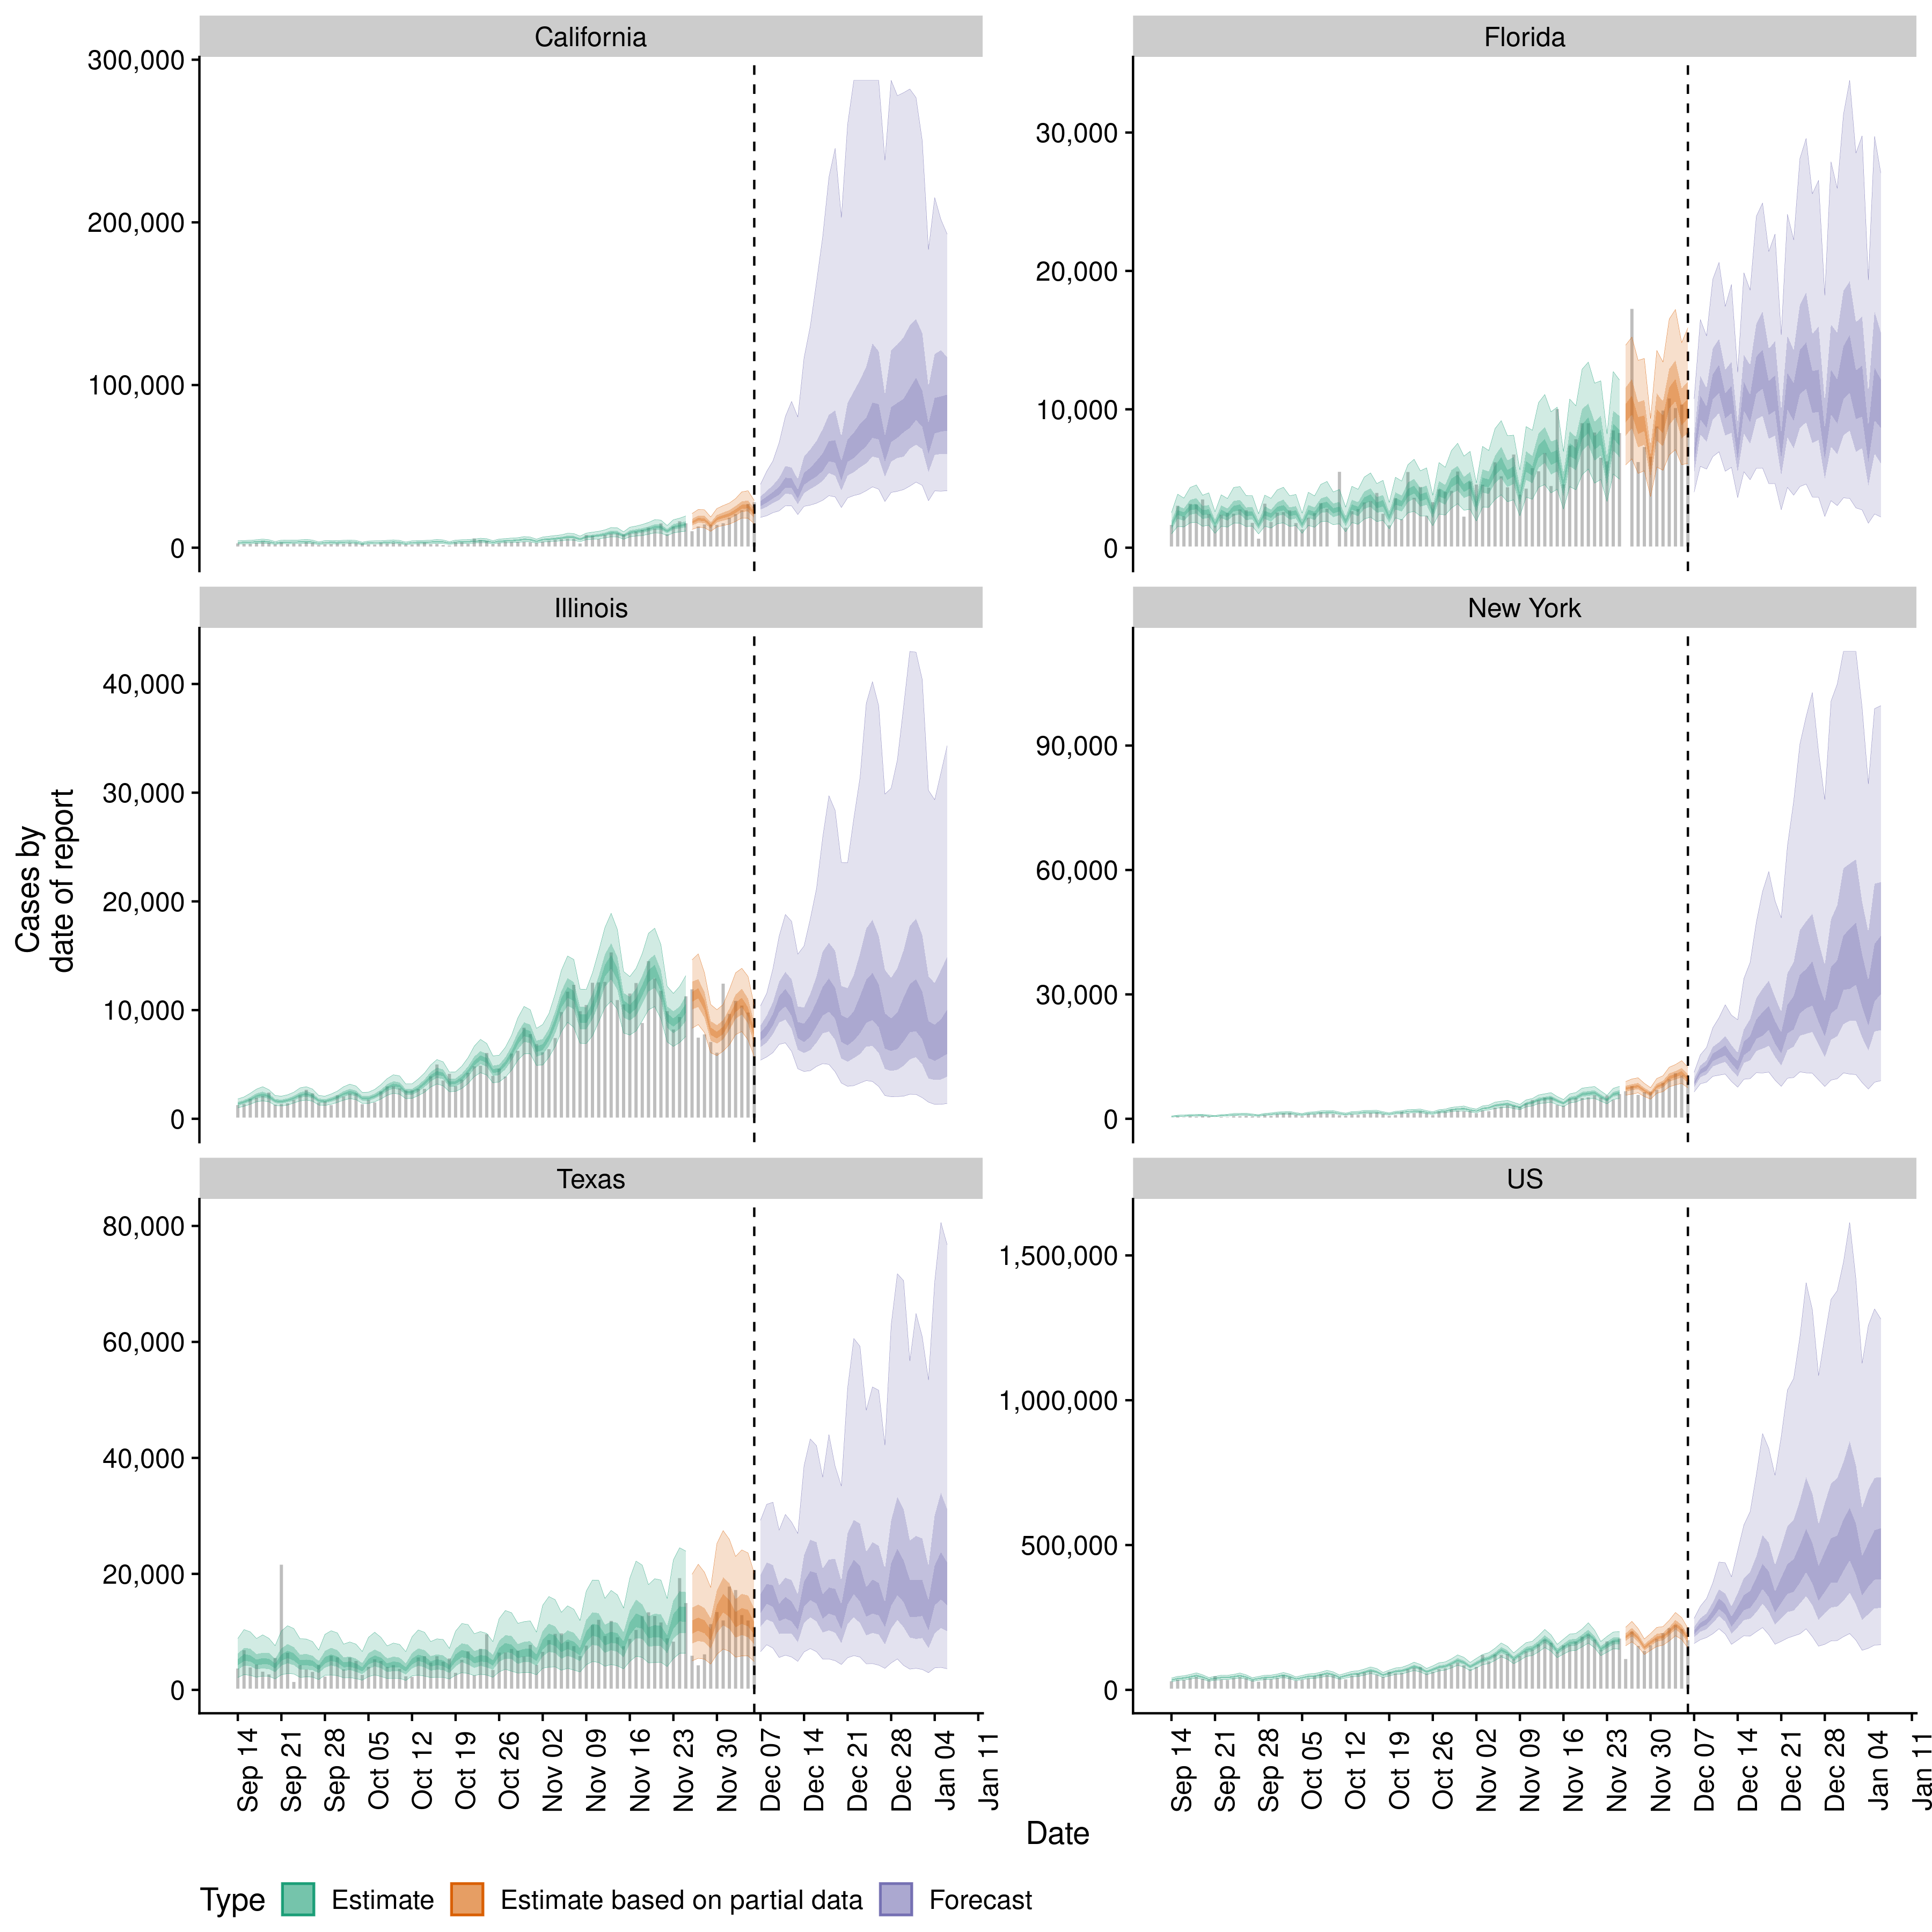 California
300,000
200,000
100,000
0
Florida
30,000
20,000
10,000
0
Illinois
40,000
30,000
20,000
10,000
0
New York
90,000
60,000
30,000
0
Cases by
date of report
Texas
80,000
60,000
40,000
20,000
0
US
1,500,000
1,000,000
500,000
0
Sep 14
Sep 21
Sep 28
Oct 05
Oct 12
Oct 19
Oct 26
Nov 02
Nov 09
Nov 16
Nov 23
Nov 30
Dec 07
Dec 14
Dec 21
Dec 28
Jan 04
Jan 11
Sep 14
Sep 21
Sep 28
Oct 05
Oct 12
Oct 19
Oct 26
Nov 02
Nov 09
Nov 16
Nov 23
Nov 30
Dec 07
Dec 14
Dec 21
Dec 28
Jan 04
Jan 11
Date
Type Estimate Estimate based on partial data Forecast